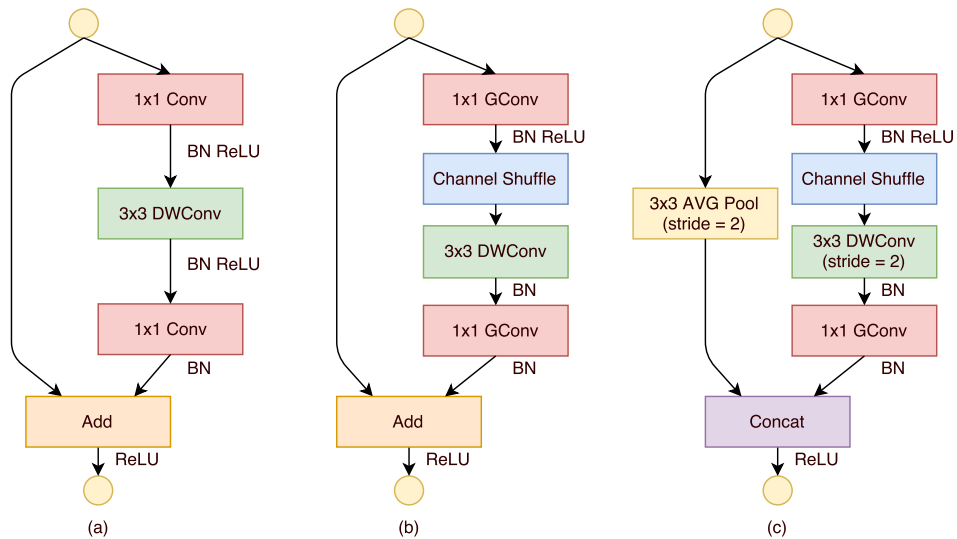 1x1 Conv
BN ReLU
3x3 DWConv
BN ReLU
1x1 Conv
BN
Add
ReLU
(a)
1x1 GConv
BN ReLU
Channel Shuffle
3x3 DWConv
BN
1x1 GConv
BN
Add
ReLU
(b)
3x3 AVG Pool
(stride = 2)
1x1 GConv
BN ReLU
Channel Shuffle
3x3 DWConv
(stride = 2)
BN
1x1 GConv
BN
Concat
ReLU
(c)